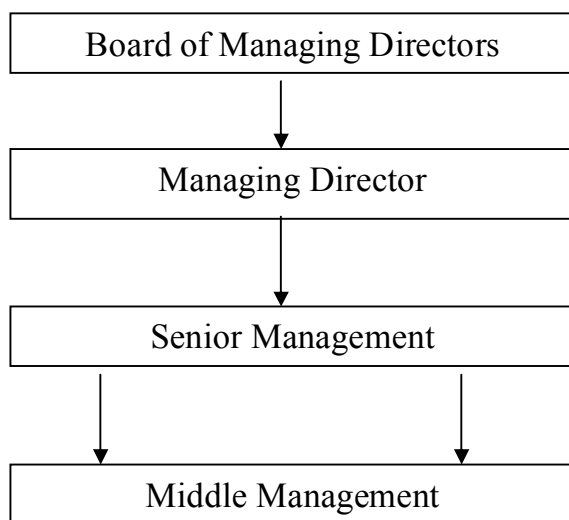 Board of Managing Directors
Managing Director
Senior Management
Middle Management